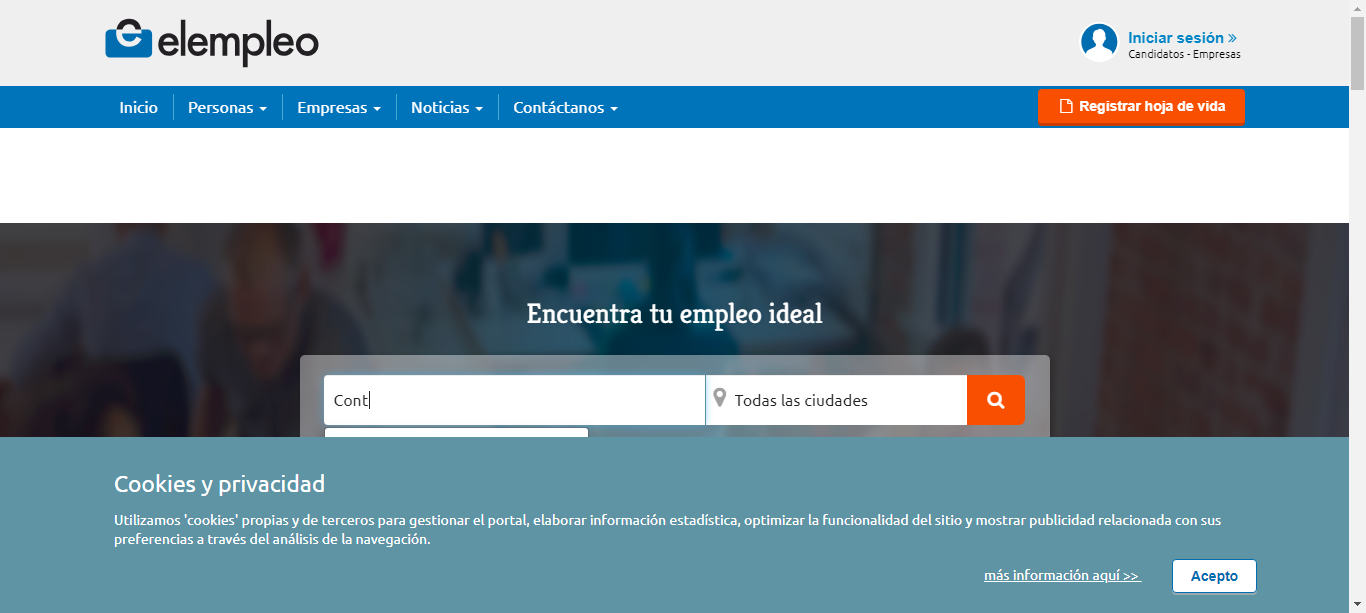 elempleo
Iniciar sesión »
Candidatos - Empresas
Inicio
Personas
Empresas
Noticias
Contáctanos
Registrar hoja de vida
Encuentra tu empleo ideal
Cont
Todas las ciudades
Cookies y privacidad
Utilizamos 'cookies' propias y de terceros para gestionar el portal, elaborar información estadística, optimizar la funcionalidad del sitio y mostrar publicidad relacionada con sus
preferencias a través del análisis de la navegación.
más información aquí >>
Acepto